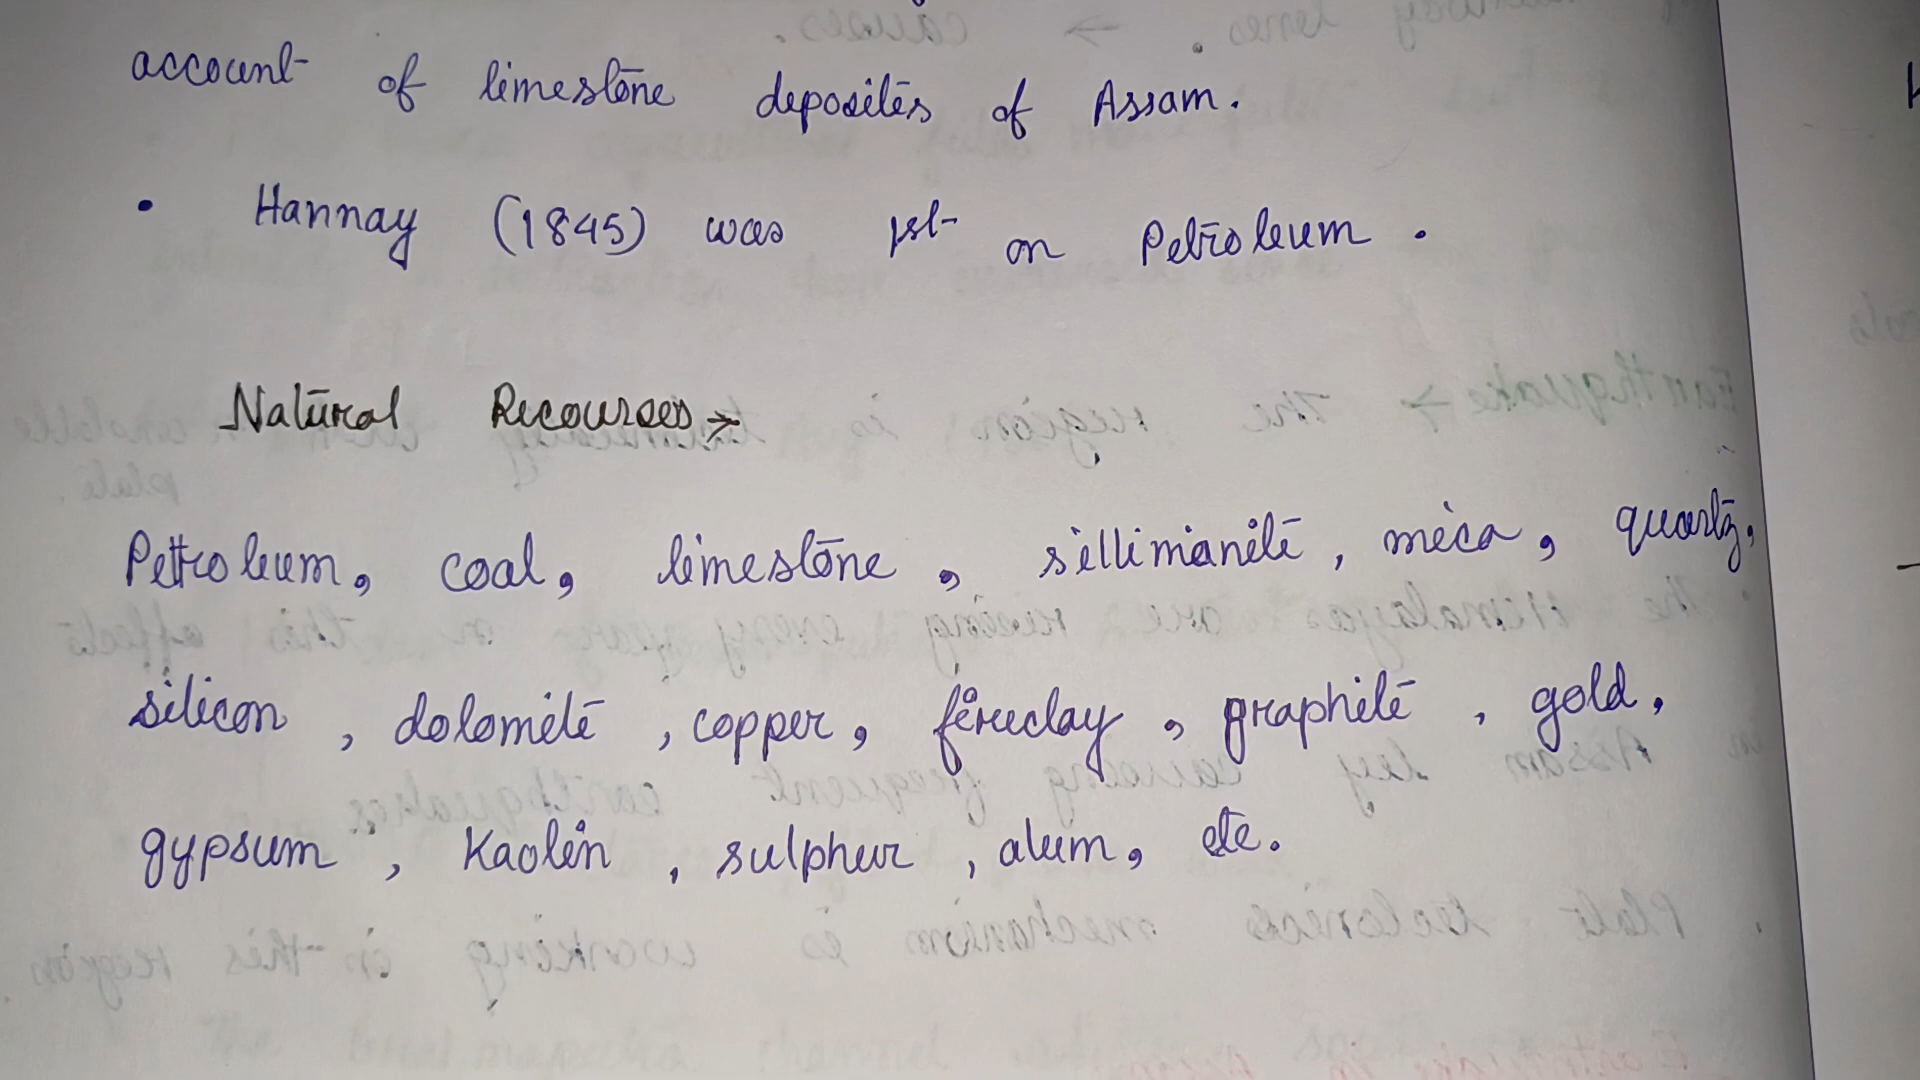 account of limestone deposites of Assam.
• Hannay (1845) was 1st on Petroleum.
Natural Recourses →
Petroleum, coal, limestone, sillimanite, mica, quartz,
silicon, dolomite, copper, fireclay, graphite, gold,
gypsum, Kaolin, sulphur, alum, etc.